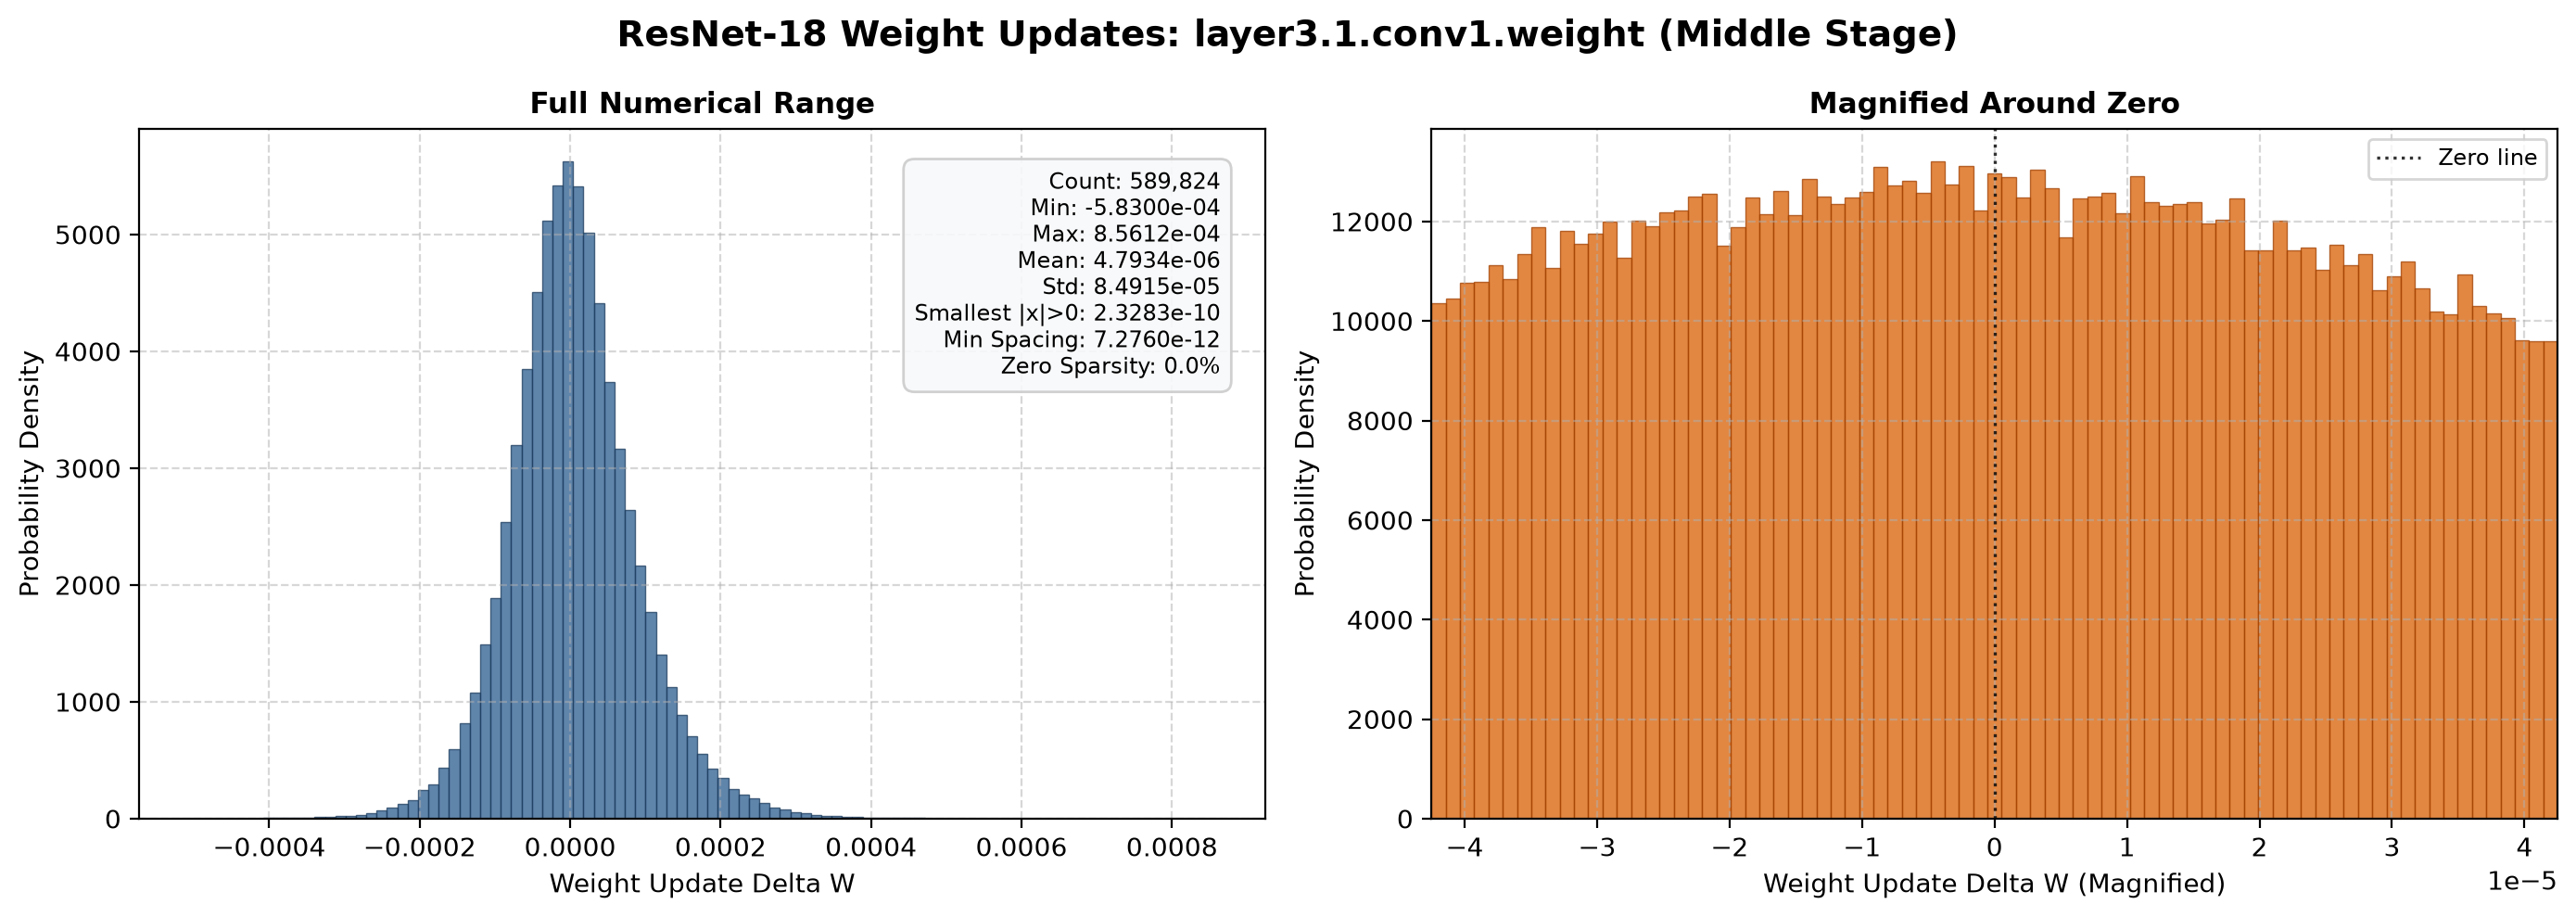 ResNet-18 Weight Updates: layer3.1.conv1.weight (Middle Stage)
Full Numerical Range
Probability Density
5000
4000
3000
2000
1000
0
Count: 589,824
Min: -5.8300e-04
Max: 8.5612e-04
Mean: 4.7934e-06
Std: 8.4915e-05
Smallest |x|>0: 2.3283e-10
Min Spacing: 7.2760e-12
Zero Sparsity: 0.0%
−0.0004 −0.0002 0.0000 0.0002 0.0004 0.0006 0.0008
Weight Update Delta W
Magnified Around Zero
Probability Density
12000
10000
8000
6000
4000
2000
0
Zero line
−4 −3 −2 −1 0 1 2 3 4
1e−5
Weight Update Delta W (Magnified)